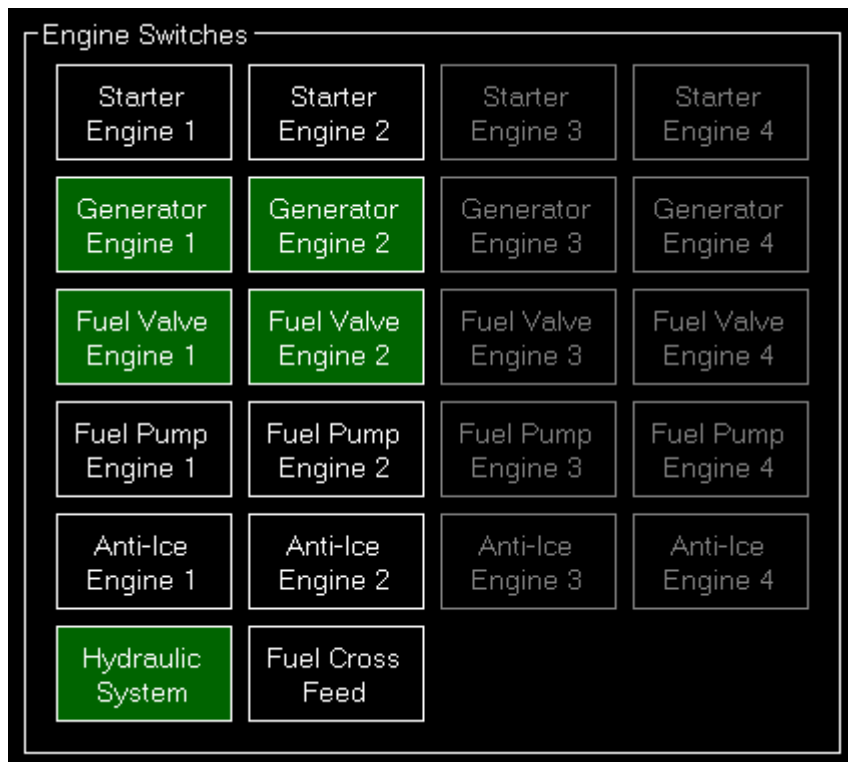 Engine Switches
Starter
Engine 1
Starter
Engine 2
Starter
Engine 3
Starter
Engine 4
Generator
Engine 1
Generator
Engine 2
Generator
Engine 3
Generator
Engine 4
Fuel Valve
Engine 1
Fuel Valve
Engine 2
Fuel Valve
Engine 3
Fuel Valve
Engine 4
Fuel Pump
Engine 1
Fuel Pump
Engine 2
Fuel Pump
Engine 3
Fuel Pump
Engine 4
Anti-Ice
Engine 1
Anti-Ice
Engine 2
Anti-Ice
Engine 3
Anti-Ice
Engine 4
Hydraulic
System
Fuel Cross
Feed